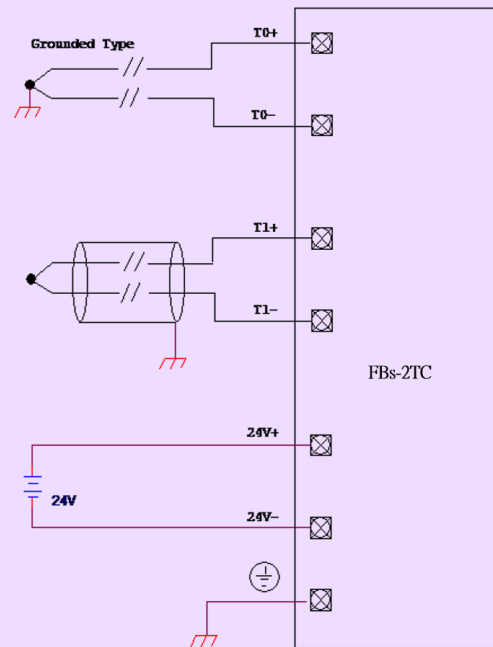 T0+
Grounded Type
T0-
T1+
T1-
FBs-2TC
24V+
24V
24V-